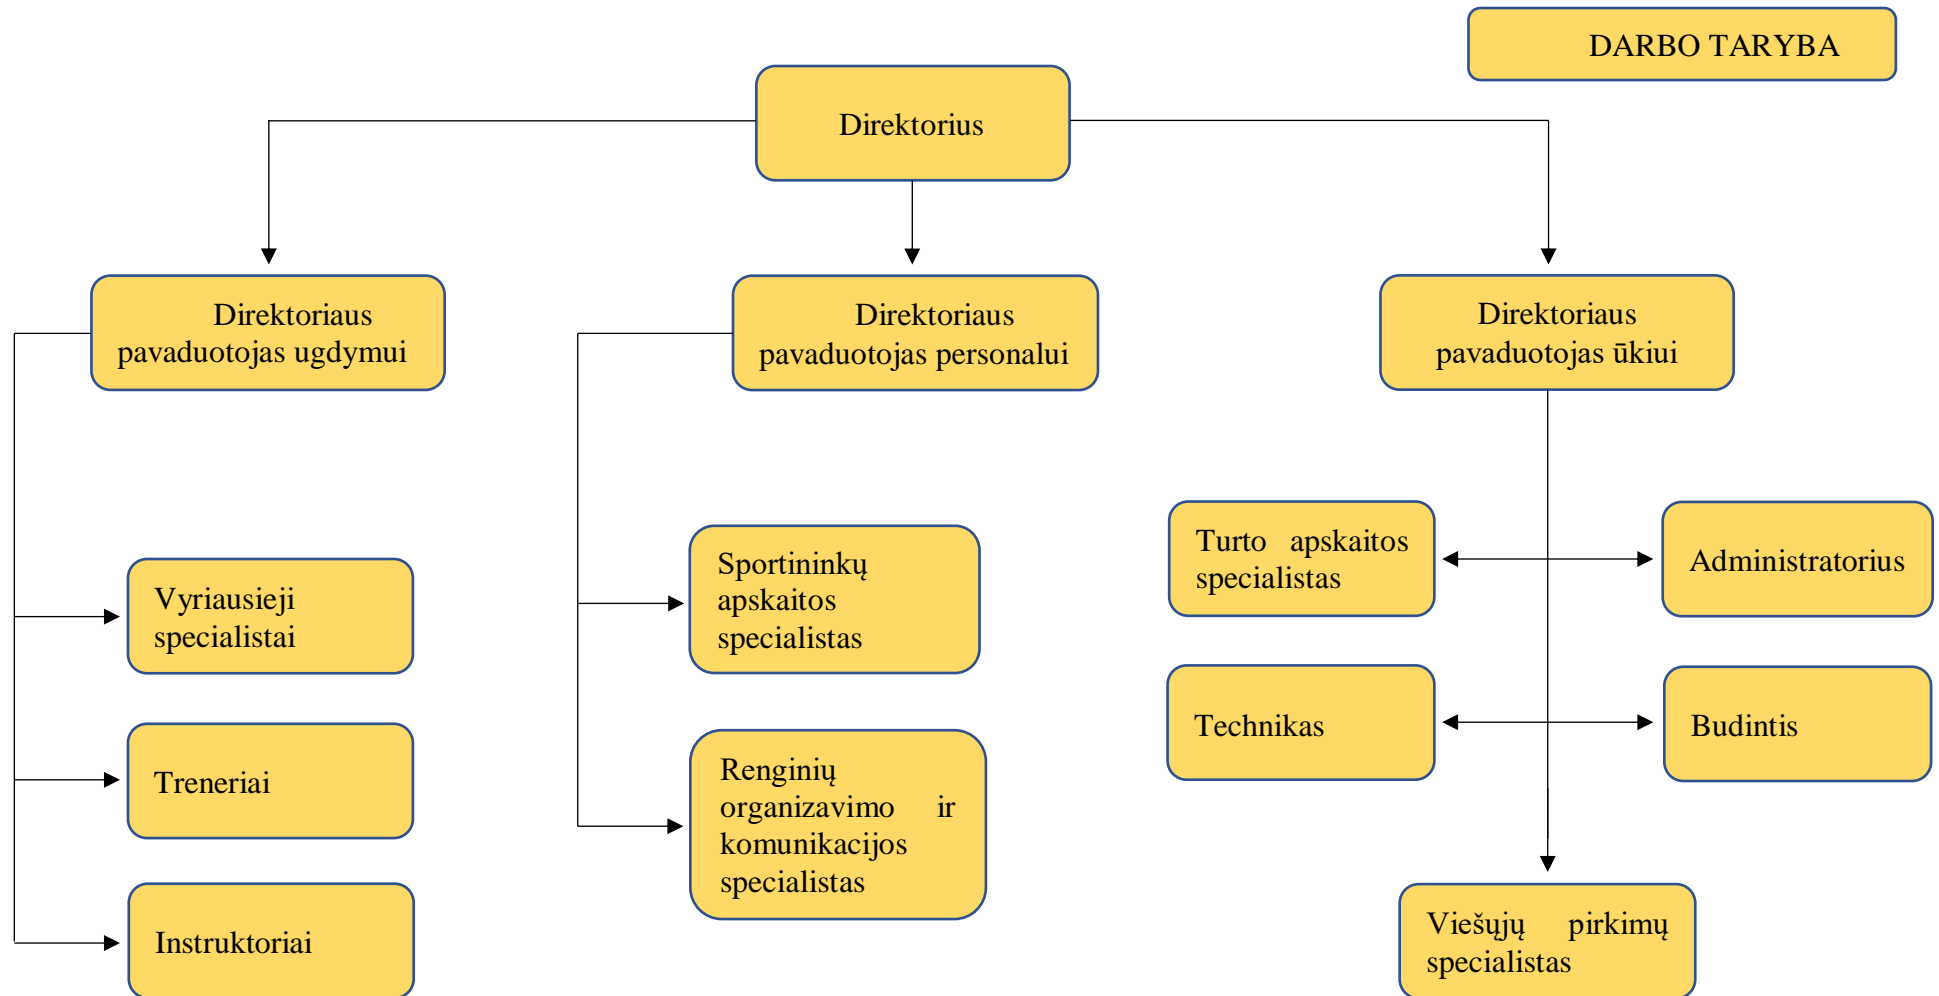 DARBO TARYBA
Direktorius
Direktoriaus
pavaduotojas ugdymui
Direktoriaus
pavaduotojas personalui
Direktoriaus
pavaduotojas ūkiui
Vyriausieji
specialistai
Treneriai
Instruktoriai
Sportininkų
apskaitos
specialistas
Renginių
organizavimo ir
komunikacijos
specialistas
Turto apskaitos
specialistas
Administratorius
Technikas
Budintis
Viešųjų pirkimų
specialistas